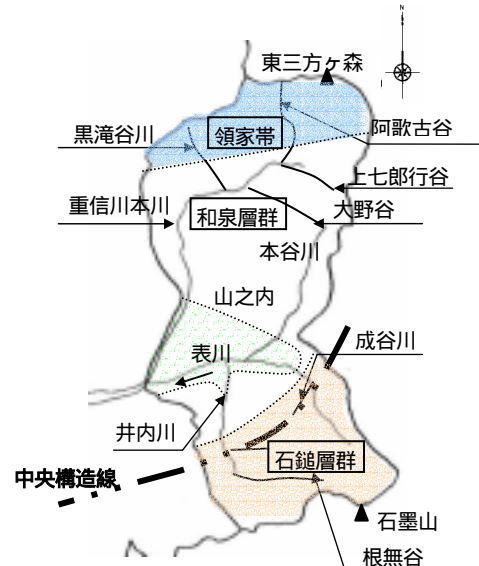 N
東三方ヶ森
黒滝谷川
領家帯
阿歌古谷
上七郎行谷
重信川本川
和泉層群
大野谷
本谷川
山之内
成谷川
表川
井内川
石鎚層群
中央構造線
石墨山
根無谷